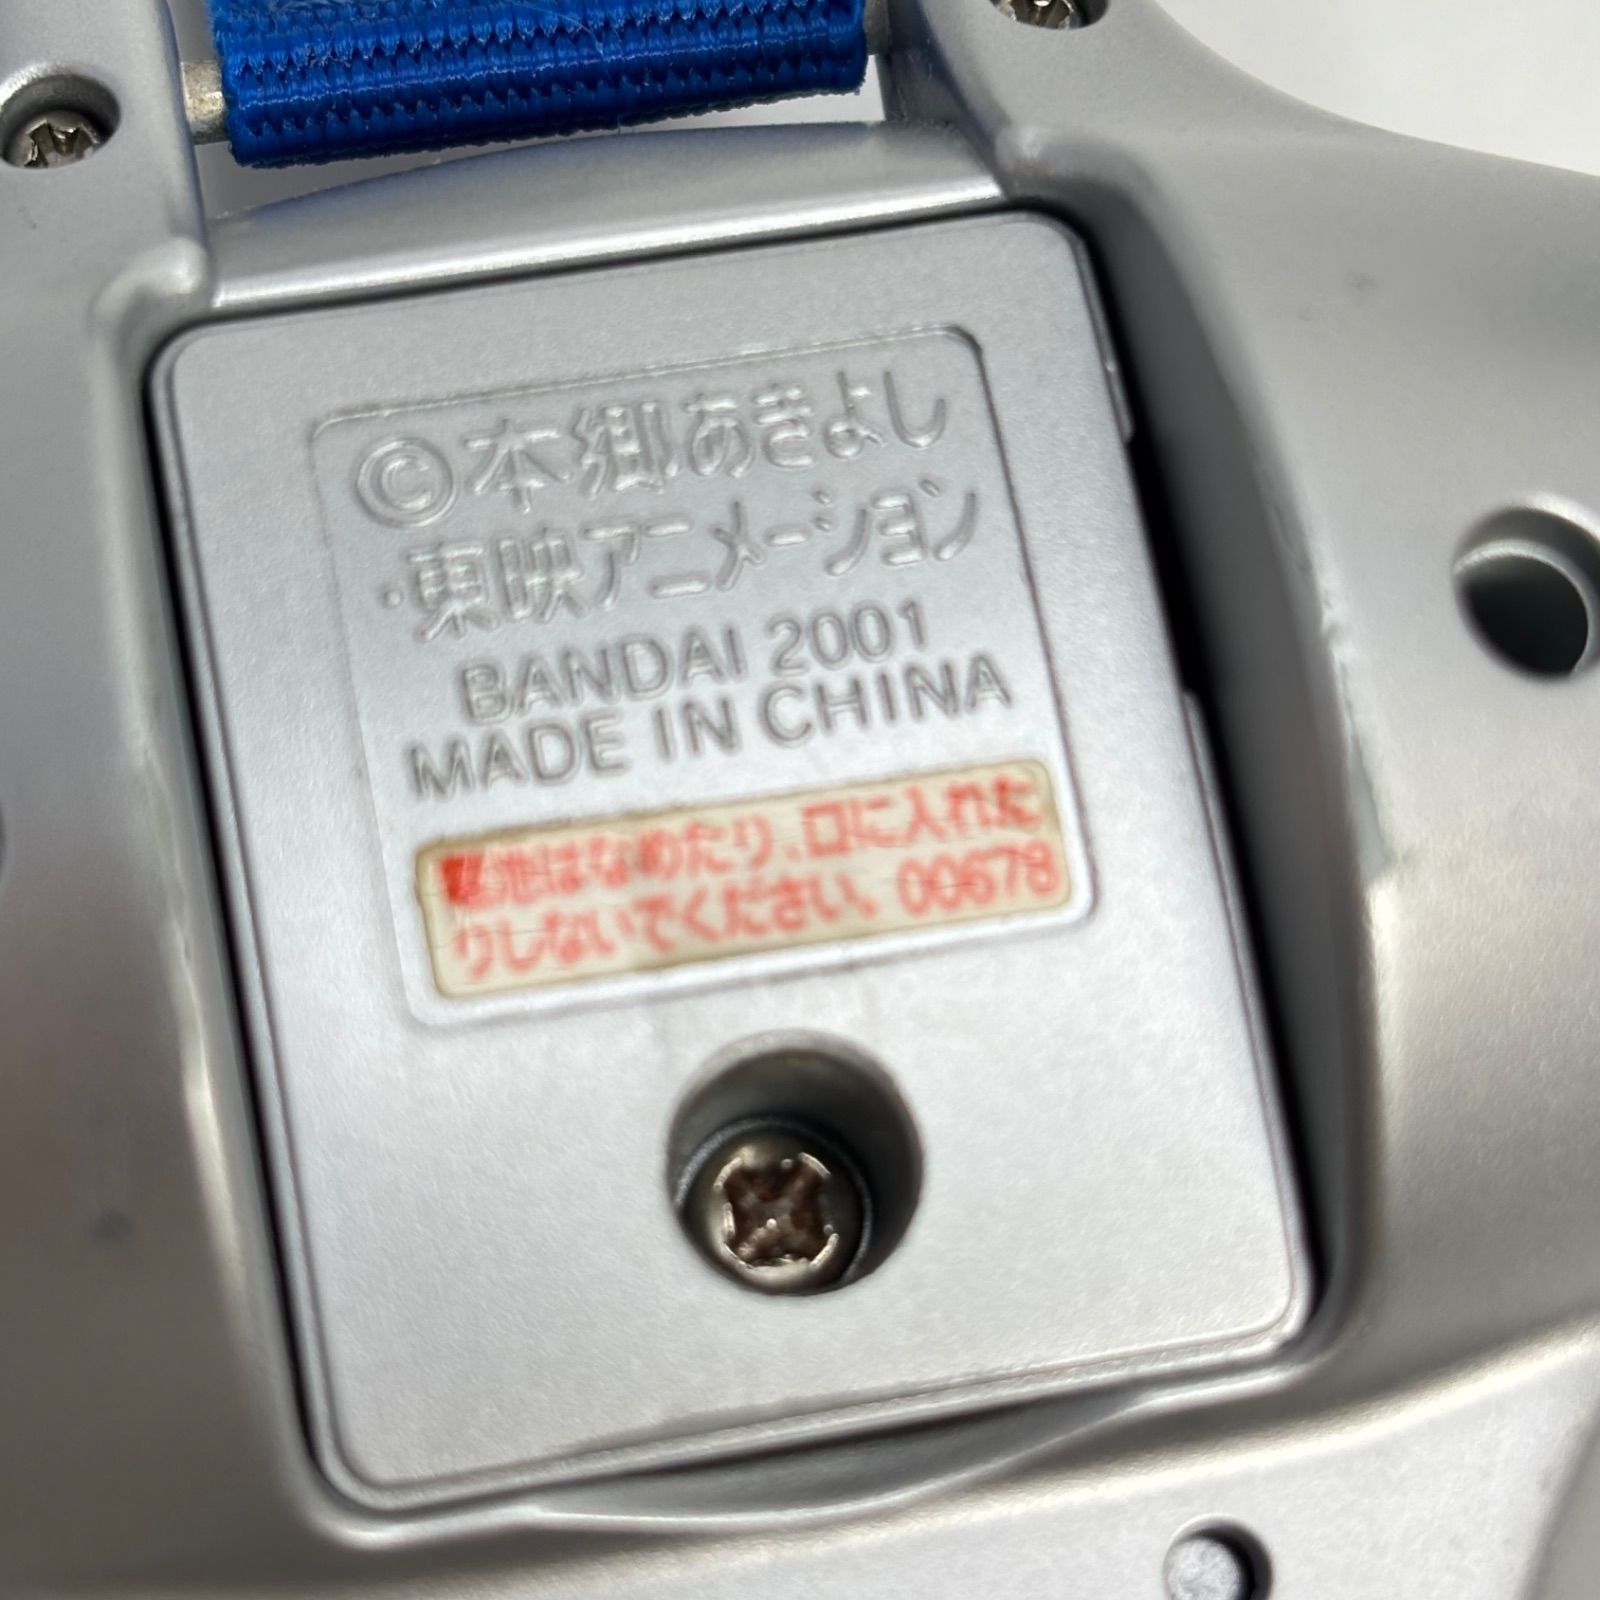 ©本郷あきよし
・東映アニメーション
BANDAI 2001
MADE IN CHINA
電池はなめたり、口に入れた
りしないでください。00678